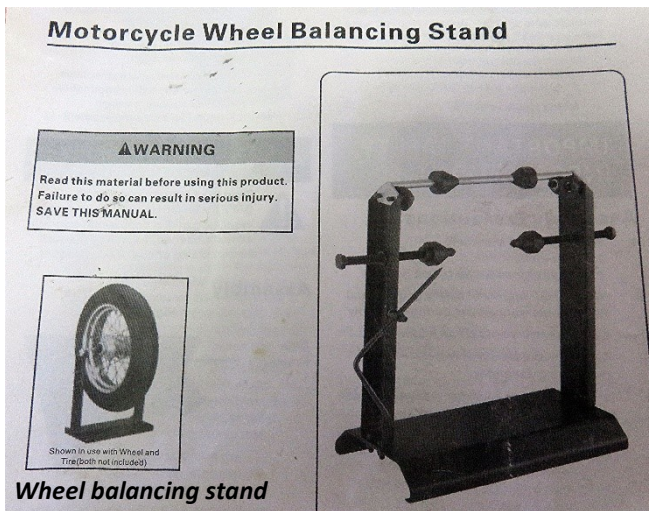 Motorcycle Wheel Balancing Stand
⚠WARNING
Read this material before using this product.
Failure to do so can result in serious injury.
SAVE THIS MANUAL.
Shown in use with Wheel and
Tire(both not included)
Wheel balancing stand